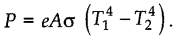 P = eAσ (T₁⁴ − T₂⁴).